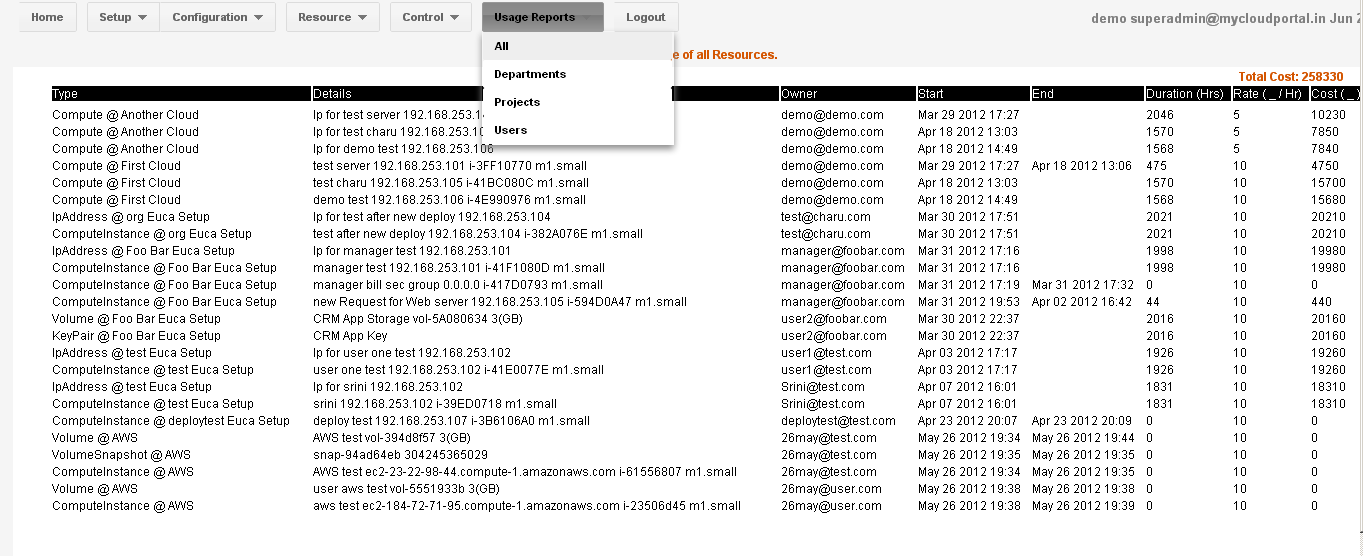 Home Setup Configuration Resource Control Usage Reports Logout demo superadmin@mycloudportal.in Jun
All
e of all Resources.
Departments
Total Cost: 258330
Type Details Owner Start End Duration (Hrs) Rate ( _ / Hr) Cost ( _ )
Projects
Compute @ Another Cloud Ip for test server 192.168.253.1 demo@demo.com Mar 29 2012 17:27 2046 5 10230
Users
Compute @ Another Cloud Ip for test charu 192.168.253.10 demo@demo.com Apr 18 2012 13:03 1570 5 7850
Compute @ Another Cloud Ip for demo test 192.168.253.106 demo@demo.com Apr 18 2012 14:49 1568 5 7840
Compute @ First Cloud test server 192.168.253.101 i-3FF10770 m1.small demo@demo.com Mar 29 2012 17:27 Apr 18 2012 13:06 475 10 4750
Compute @ First Cloud test charu 192.168.253.105 i-41BC080C m1.small demo@demo.com Apr 18 2012 13:03 1570 10 15700
Compute @ First Cloud demo test 192.168.253.106 i-4E990976 m1.small demo@demo.com Apr 18 2012 14:49 1568 10 15680
IpAddress @ org Euca Setup Ip for test after new deploy 192.168.253.104 test@charu.com Mar 30 2012 17:51 2021 10 20210
ComputeInstance @ org Euca Setup test after new deploy 192.168.253.104 i-382A076E m1.small test@charu.com Mar 30 2012 17:51 2021 10 20210
IpAddress @ Foo Bar Euca Setup Ip for manager test 192.168.253.101 manager@foobar.com Mar 31 2012 17:16 1998 10 19980
ComputeInstance @ Foo Bar Euca Setup manager test 192.168.253.101 i-41F1080D m1.small manager@foobar.com Mar 31 2012 17:16 1998 10 19980
ComputeInstance @ Foo Bar Euca Setup manager bill sec group 0.0.0.0 i-417D0793 m1.small manager@foobar.com Mar 31 2012 17:19 Mar 31 2012 17:32 0 10 0
ComputeInstance @ Foo Bar Euca Setup new Request for Web server 192.168.253.105 i-594D0A47 m1.small manager@foobar.com Mar 31 2012 19:53 Apr 02 2012 16:42 44 10 440
Volume @ Foo Bar Euca Setup CRM App Storage vol-5A080634 3(GB) user2@foobar.com Mar 30 2012 22:37 2016 10 20160
KeyPair @ Foo Bar Euca Setup CRM App Key user2@foobar.com Mar 30 2012 22:37 2016 10 20160
IpAddress @ test Euca Setup Ip for user one test 192.168.253.102 user1@test.com Apr 03 2012 17:17 1926 10 19260
ComputeInstance @ test Euca Setup user one test 192.168.253.102 i-41E0077E m1.small user1@test.com Apr 03 2012 17:17 1926 10 19260
IpAddress @ test Euca Setup Ip for srini 192.168.253.102 Srini@test.com Apr 07 2012 16:01 1831 10 18310
ComputeInstance @ test Euca Setup srini 192.168.253.102 i-39ED0718 m1.small Srini@test.com Apr 07 2012 16:01 1831 10 18310
ComputeInstance @ deploytest Euca Setup deploy test 192.168.253.107 i-3B6106A0 m1.small deploytest@test.com Apr 23 2012 20:07 Apr 23 2012 20:09 0 10 0
Volume @ AWS AWS test vol-394d8f57 3(GB) 26may@test.com May 26 2012 19:34 May 26 2012 19:44 0 10 0
VolumeSnapshot @ AWS snap-94ad64eb 304245365029 26may@test.com May 26 2012 19:35 May 26 2012 19:35 0 10 0
ComputeInstance @ AWS AWS test ec2-23-22-98-44.compute-1.amazonaws.com i-61556807 m1.small 26may@test.com May 26 2012 19:34 May 26 2012 19:35 0 10 0
Volume @ AWS user aws test vol-5551933b 3(GB) 26may@user.com May 26 2012 19:38 May 26 2012 19:38 0 10 0
ComputeInstance @ AWS aws test ec2-184-72-71-95.compute-1.amazonaws.com i-23506d45 m1.small 26may@user.com May 26 2012 19:38 May 26 2012 19:39 0 10 0